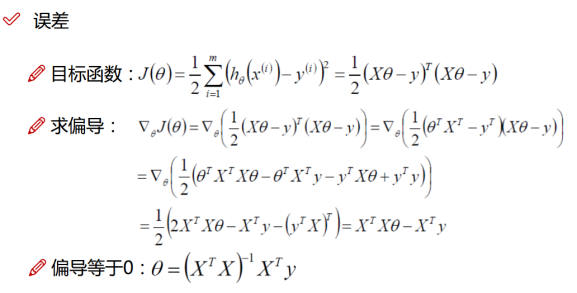 误差
目标函数：J(θ)=1/2 ∑_{i=1}^{m} (h_θ(x^{(i)})−y^{(i)})^2 = 1/2 (Xθ−y)^T (Xθ−y)
求偏导： ∇_θ J(θ)=∇_θ (1/2 (Xθ−y)^T (Xθ−y)) = ∇_θ (1/2 (θ^T X^T − y^T)(Xθ−y))
=∇_θ (1/2 (θ^T X^T Xθ − θ^T X^T y − y^T Xθ + y^T y))
=1/2 (2X^T Xθ − X^T y − (y^T X)^T) = X^T Xθ − X^T y
偏导等于0：θ = (X^T X)^{-1} X^T y